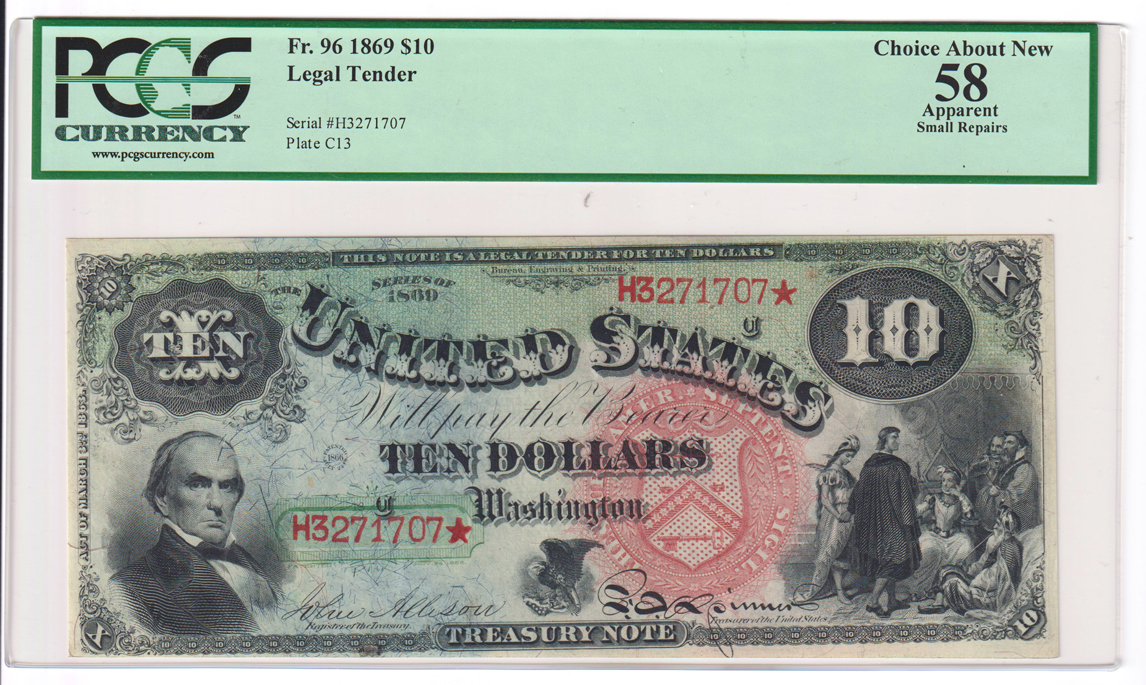 PCGS
TM
CURRENCY
www.pcgscurrency.com
Fr. 96 1869 $10
Legal Tender
Serial #H3271707
Plate C13
Choice About New
58
Apparent
Small Repairs
THIS NOTE IS A LEGAL TENDER FOR TEN DOLLARS
Bureau, Engraving & Printing.
SERIES OF
1869
H3271707★
10
X
TEN
10
THE
UNITED STATES
Will pay the Bearer
TEN DOLLARS
Washington
H3271707★
ACT OF MARCH 3RD 1863.
John Allison
Register of the Treasury.
Treasurer of the United States
X
TREASURY NOTE
10